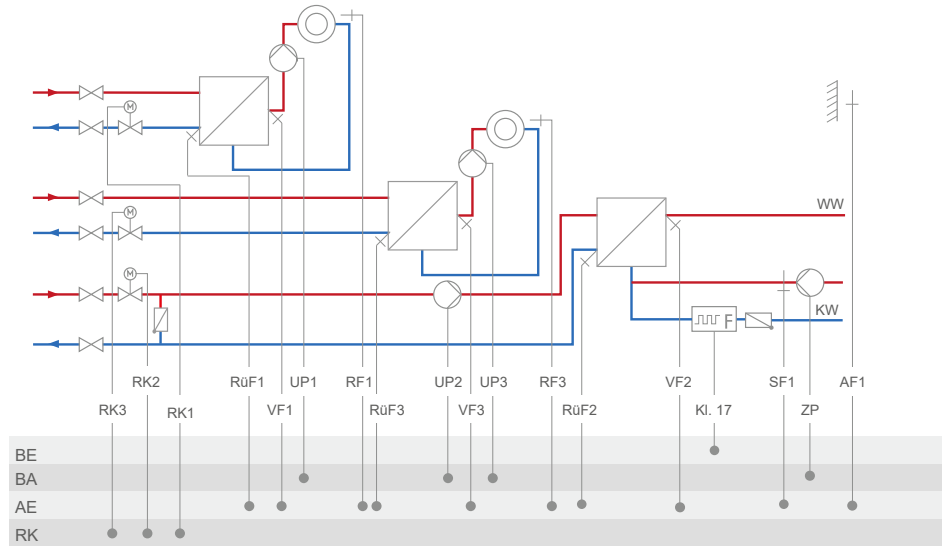 M
M
WW
M
F
KW
RK2 RüF1 UP1 RF1 UP2 UP3 RF3 VF2 SF1 AF1
RK3 RK1 VF1 RüF3 VF3 RüF2 Kl. 17 ZP
BE
BA
AE
RK